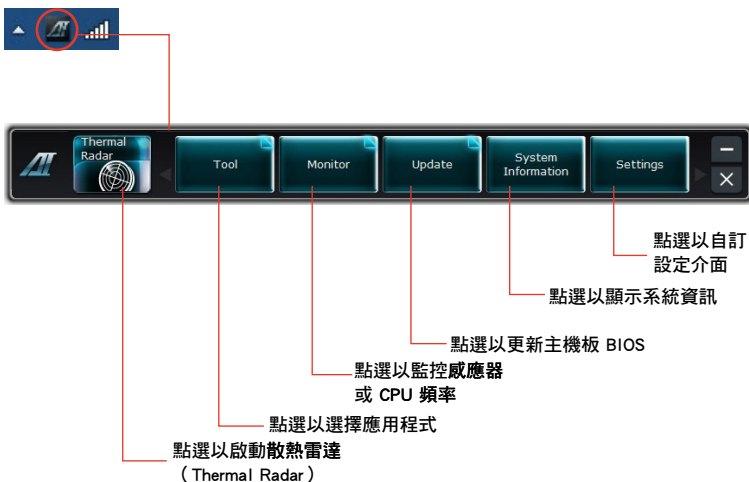 Thermal
Radar
Tool
Monitor
Update
System
Information
Settings
點選以自訂
設定介面
點選以顯示系統資訊
點選以更新主機板 BIOS
點選以監控感應器
或 CPU 頻率
點選以選擇應用程式
點選以啟動散熱雷達
（Thermal Radar）